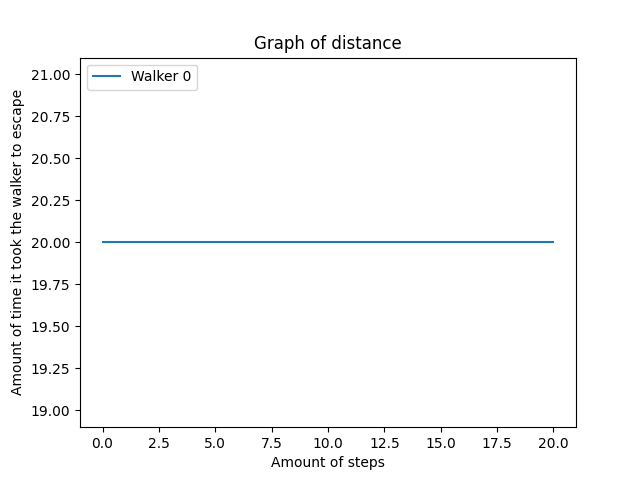 Graph of distance
Walker 0
Amount of time it took the walker to escape
21.00
20.75
20.50
20.25
20.00
19.75
19.50
19.25
19.00
0.0 2.5 5.0 7.5 10.0 12.5 15.0 17.5 20.0
Amount of steps